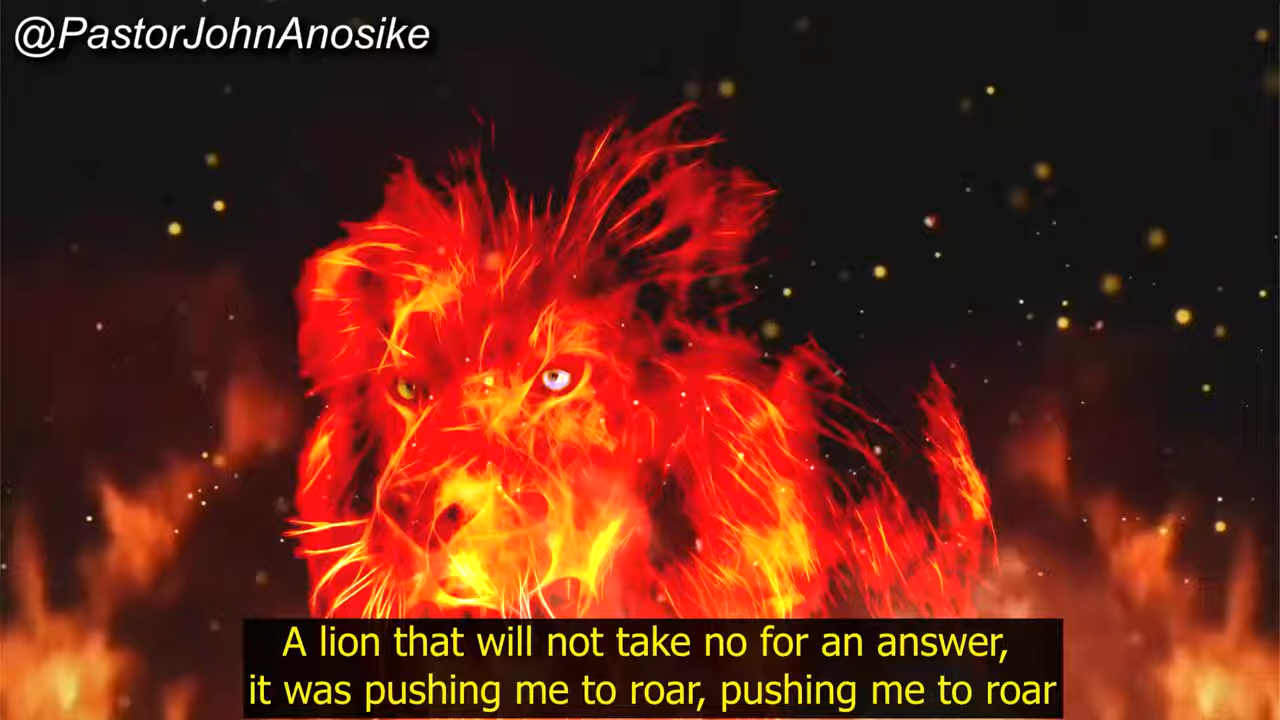 @PastorJohnAnosike
A lion that will not take no for an answer,
it was pushing me to roar, pushing me to roar